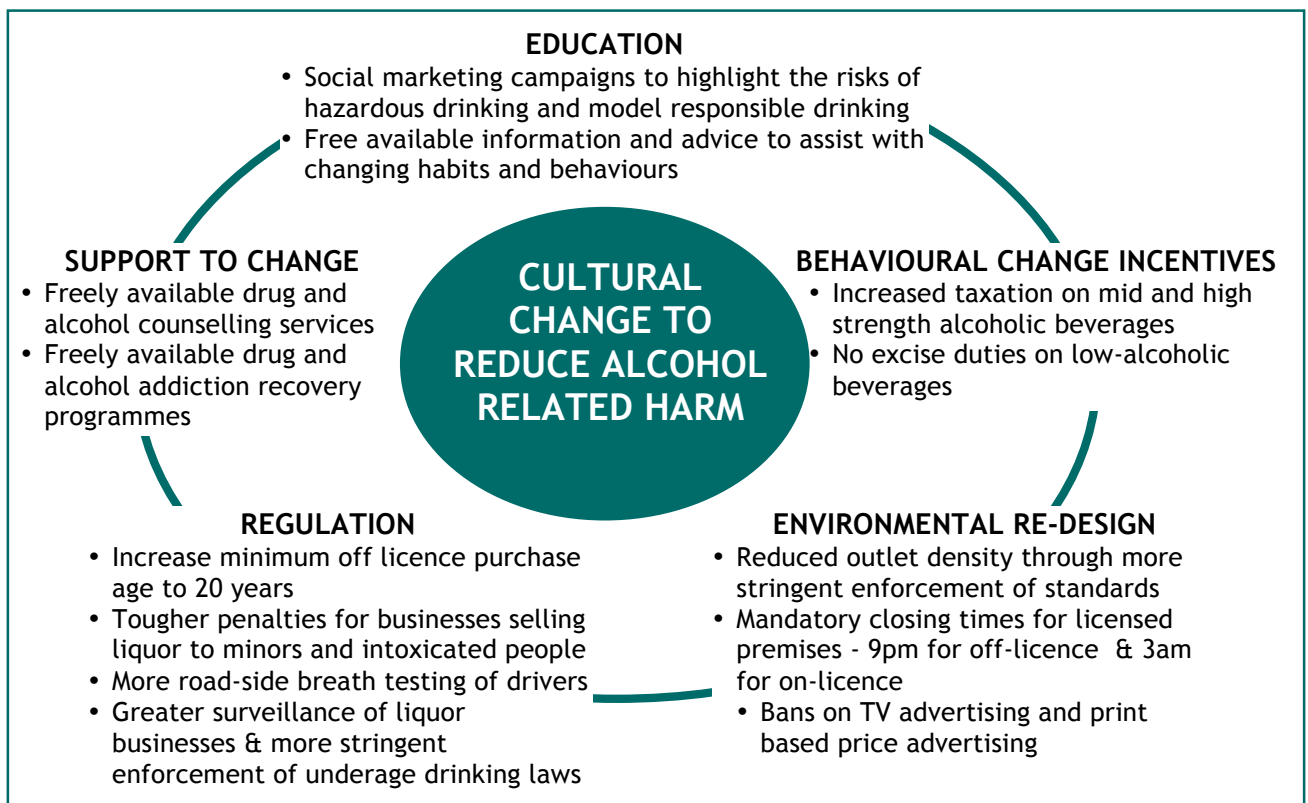 EDUCATION
• Social marketing campaigns to highlight the risks of
hazardous drinking and model responsible drinking
• Free available information and advice to assist with
changing habits and behaviours
SUPPORT TO CHANGE
• Freely available drug and
alcohol counselling services
• Freely available drug and
alcohol addiction recovery
programmes
CULTURAL
CHANGE TO
REDUCE ALCOHOL
RELATED HARM
BEHAVIOURAL CHANGE INCENTIVES
• Increased taxation on mid and high
strength alcoholic beverages
• No excise duties on low-alcoholic
beverages
REGULATION
• Increase minimum off licence purchase
age to 20 years
• Tougher penalties for businesses selling
liquor to minors and intoxicated people
• More road-side breath testing of drivers
• Greater surveillance of liquor
businesses & more stringent
enforcement of underage drinking laws
ENVIRONMENTAL RE-DESIGN
• Reduced outlet density through more
stringent enforcement of standards
• Mandatory closing times for licensed
premises - 9pm for off-licence & 3am
for on-licence
• Bans on TV advertising and print
based price advertising